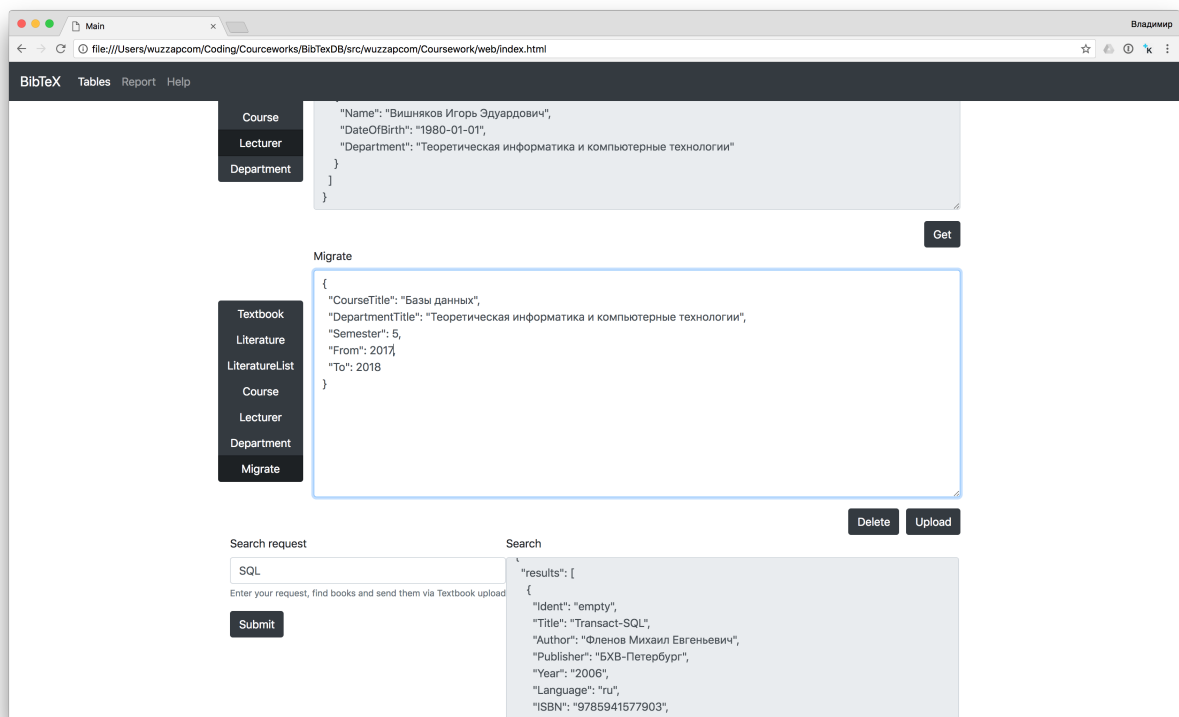 Main
Владимир
file:///Users/wuzzapcom/Coding/Courceworks/BibTexDB/src/wuzzapcom/Coursework/web/index.html
BibTeX Tables Report Help
Course
Lecturer
Department
"Name": "Вишняков Игорь Эдуардович",
"DateOfBirth": "1980-01-01",
"Department": "Теоретическая информатика и компьютерные технологии"
}
]
}
Get
Migrate
Textbook
Literature
LiteratureList
Course
Lecturer
Department
Migrate
{
"CourseTitle": "Базы данных",
"DepartmentTitle": "Теоретическая информатика и компьютерные технологии",
"Semester": 5,
"From": 2017,
"To": 2018
}
Delete Upload
Search request
SQL
Enter your request, find books and send them via Textbook upload
Submit
Search
{
"results": [
{
"Ident": "empty",
"Title": "Transact-SQL",
"Author": "Фленов Михаил Евгеньевич",
"Publisher": "БХВ-Петербург",
"Year": "2006",
"Language": "ru",
"ISBN": "9785941577903",